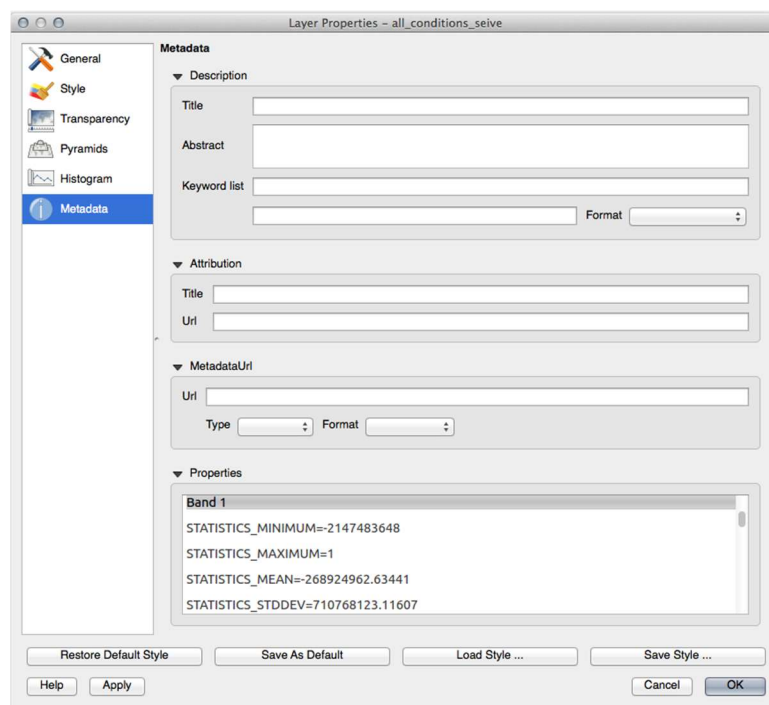 Layer Properties – all_conditions_seive
General
Style
Transparency
Pyramids
Histogram
Metadata
Metadata
Description
Title
Abstract
Keyword list
Format
Attribution
Title
Url
MetadataUrl
Url
Type Format
Properties
Band 1
STATISTICS_MINIMUM=-2147483648
STATISTICS_MAXIMUM=1
STATISTICS_MEAN=-268924962.63441
STATISTICS_STDDEV=710768123.11607
Restore Default Style Save As Default Load Style ... Save Style ...
Help Apply Cancel OK